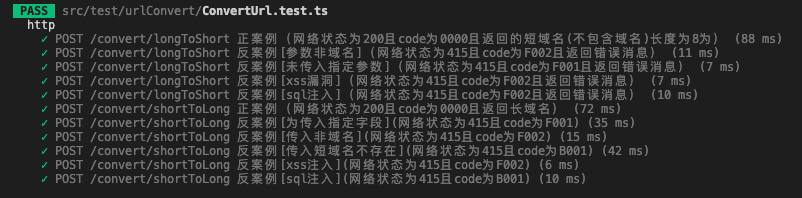 PASS src/test/urlConvert/ConvertUrl.test.ts
http
✓ POST /convert/longToShort 正案例 (网络状态为200且code为0000且返回的短域名(不包含域名)长度为8为) (88 ms)
✓ POST /convert/longToShort 反案例[参数非域名] (网络状态为415且code为F002且返回错误消息) (11 ms)
✓ POST /convert/longToShort 反案例[未传入指定参数] (网络状态为415且code为F001且返回错误消息) (7 ms)
✓ POST /convert/longToShort 反案例[xss漏洞] (网络状态为415且code为F002且返回错误消息) (7 ms)
✓ POST /convert/longToShort 反案例[sql注入] (网络状态为415且code为F002且返回错误消息) (10 ms)
✓ POST /convert/shortToLong 正案例 (网络状态为200且code为0000且返回长域名) (72 ms)
✓ POST /convert/shortToLong 反案例[为传入指定字段](网络状态为415且code为F001) (35 ms)
✓ POST /convert/shortToLong 反案例[传入非域名](网络状态为415且code为F002) (15 ms)
✓ POST /convert/shortToLong 反案例[传入短域名不存在](网络状态为415且code为B001) (42 ms)
✓ POST /convert/shortToLong 反案例[xss注入](网络状态为415且code为F002) (6 ms)
✓ POST /convert/shortToLong 反案例[sql注入](网络状态为415且code为B001) (10 ms)